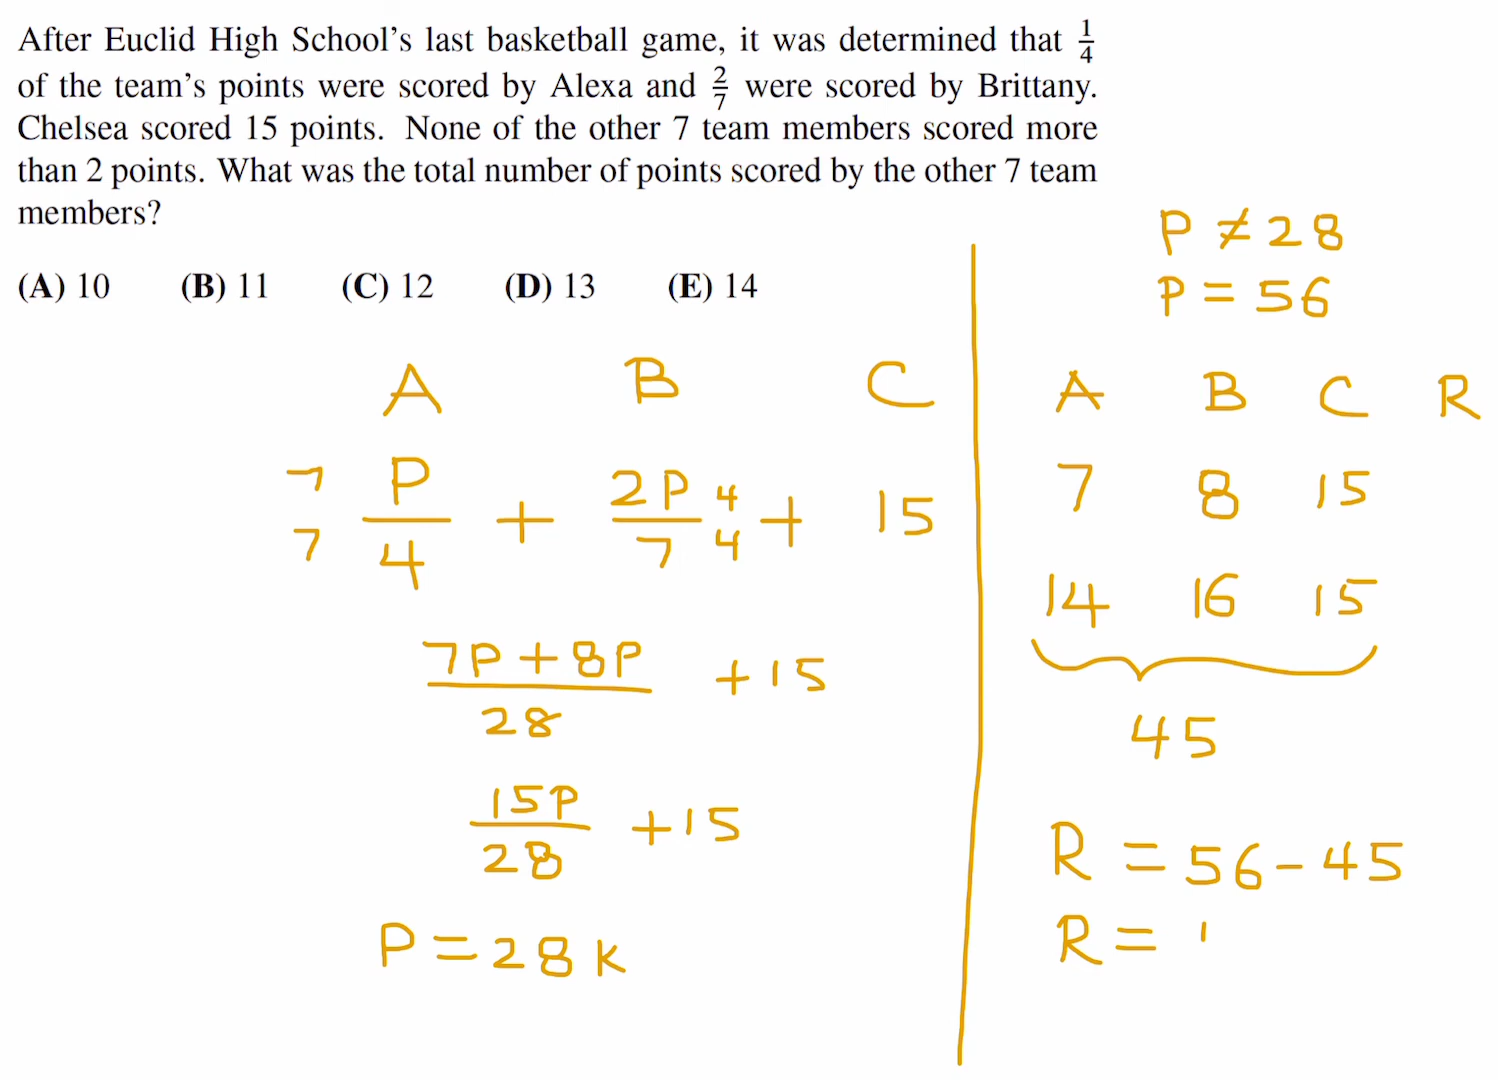 After Euclid High School's last basketball game, it was determined that 1/4
of the team's points were scored by Alexa and 2/7 were scored by Brittany.
Chelsea scored 15 points. None of the other 7 team members scored more
than 2 points. What was the total number of points scored by the other 7 team
members?
(A) 10 (B) 11 (C) 12 (D) 13 (E) 14
A B C
7/7 P/4 + 2P/7 4/4 + 15
(7P + 8P)/28 + 15
15P/28 + 15
P = 28K
P ≠ 28
P = 56
A B C R
7 8 15
14 16 15
45
R = 56 - 45
R = 1